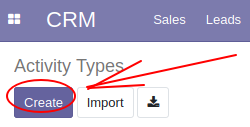 CRM Sales Leads
Activity Types
Create Import